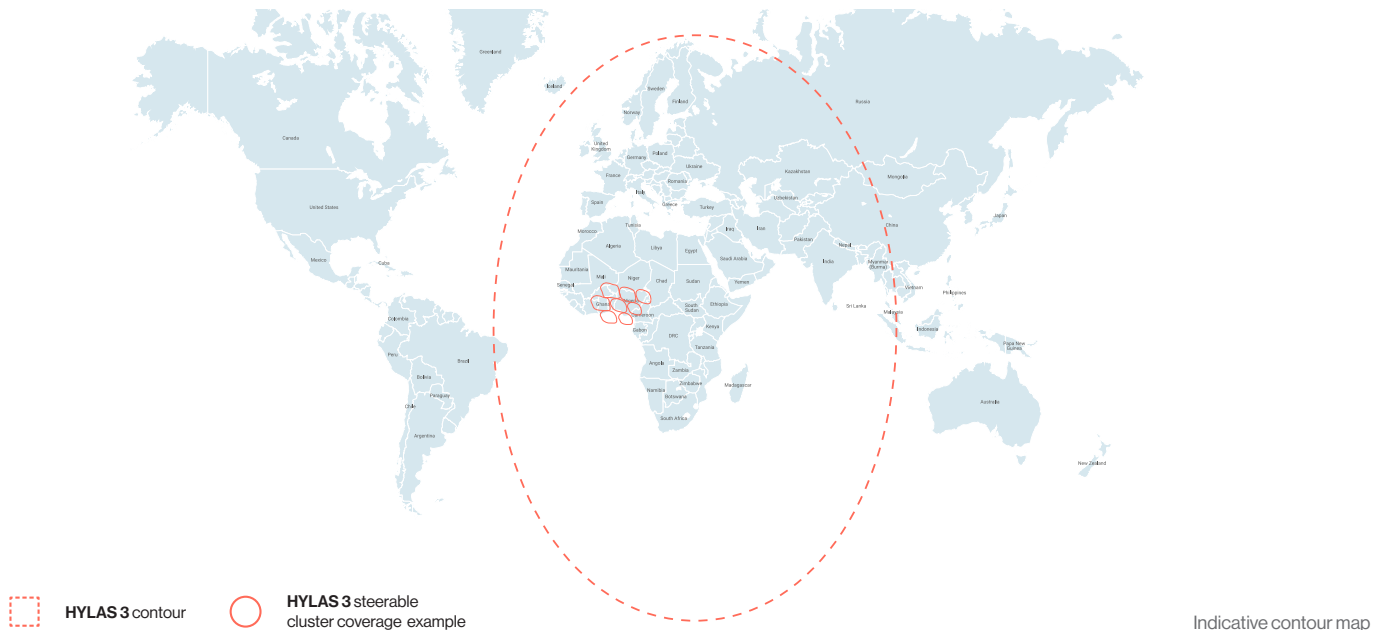 Greenland
Iceland
Sweden
Finland
Norway
Russia
Canada
United
Kingdom
Poland
Germany
Ukraine
France
Kazakhstan
Mongolia
Romania
Italy
Uzbekistan
Spain
Greece
Turkey
United States
Japan
Tunisia
Morocco
Iraq
Iran
China
Pakistan
Algeria
Libya
Egypt
Nepal
Mexico
Cuba
Saudi Arabia
India
Myanmar
(Burma)
Mauritania
Mali
Niger
Chad
Sudan
Yemen
Senegal
Vietnam
Philippines
Ghana
South
Sudan
Ethiopia
Sri Lanka
Malaysia
Colombia
Cameroon
Gabon
Kenya
Indonesia
DRC
Tanzania
Papua New
Guinea
Peru
Brazil
Angola
Zambia
Bolivia
Zimbabwe
Madagascar
Namibia
Botswana
Paraguay
Chile
South Africa
Australia
Argentina
New Zealand
HYLAS 3 contour
HYLAS 3 steerable
cluster coverage example
Indicative contour map